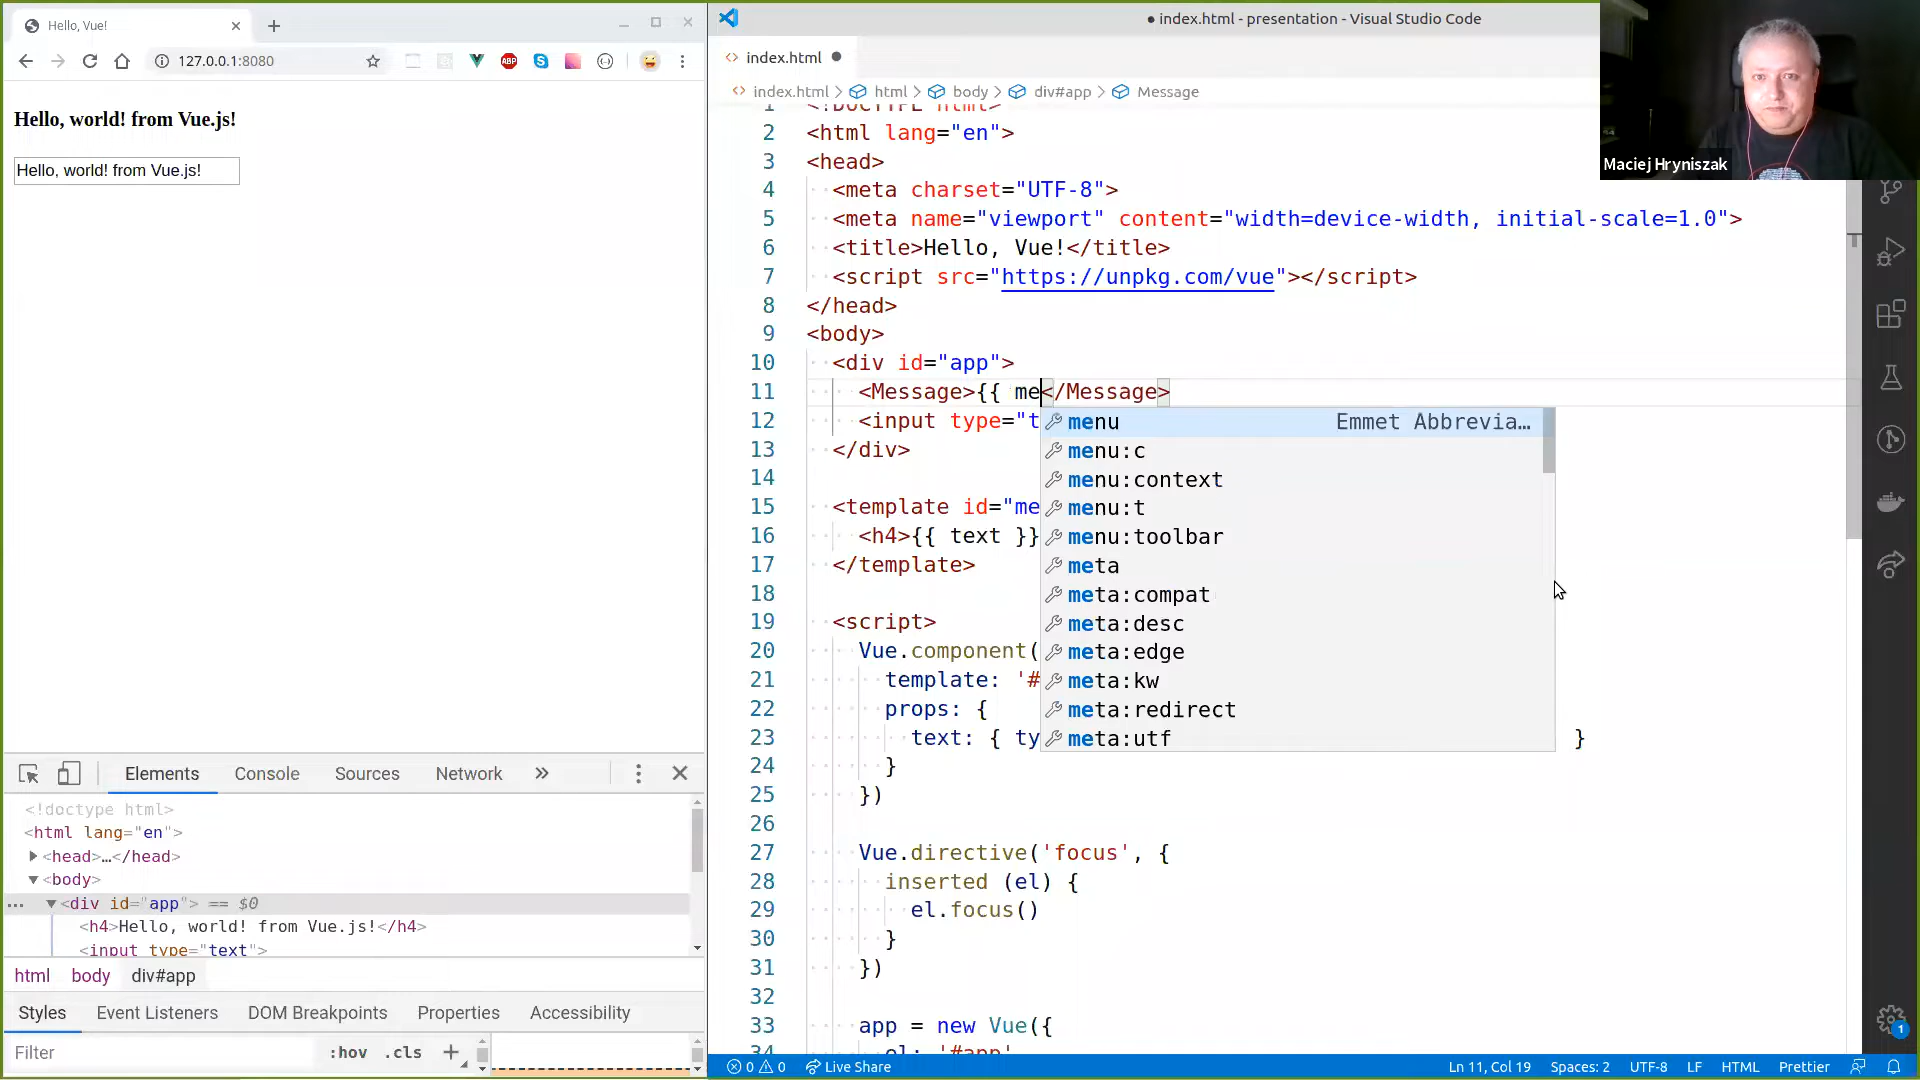 Hello, Vue!
127.0.0.1:8080
ABP
Hello, world! from Vue.js!
Hello, world! from Vue.js!
Elements Console Sources Network
<!doctype html>
<html lang="en">
<head>…</head>
<body>
<div id="app"> == $0
<h4>Hello, world! from Vue.js!</h4>
<input type="text">
html body div#app
Styles Event Listeners DOM Breakpoints Properties Accessibility
Filter :hov .cls +
● index.html - presentation - Visual Studio Code
index.html
index.html > html > body > div#app > Message
1 <!DOCTYPE html>
2 <html lang="en">
3 <head>
4 <meta charset="UTF-8">
5 <meta name="viewport" content="width=device-width, initial-scale=1.0">
6 <title>Hello, Vue!</title>
7 <script src="https://unpkg.com/vue"></script>
8 </head>
9 <body>
10 <div id="app">
11 <Message>{{ me</Message>
12 <input type="t
13 </div>
14
15 <template id="me
16 <h4>{{ text }}
17 </template>
18
19 <script>
20 Vue.component(
21 template: '#
22 props: {
23 text: { ty }
24 }
25 })
26
27 Vue.directive('focus', {
28 inserted (el) {
29 el.focus()
30 }
31 })
32
33 app = new Vue({
34 el: '#app'
menu Emmet Abbrevia…
menu:c
menu:context
menu:t
menu:toolbar
meta
meta:compat
meta:desc
meta:edge
meta:kw
meta:redirect
meta:utf
Maciej Hryniszak
1
0 0 Live Share Ln 11, Col 19 Spaces: 2 UTF-8 LF HTML Prettier